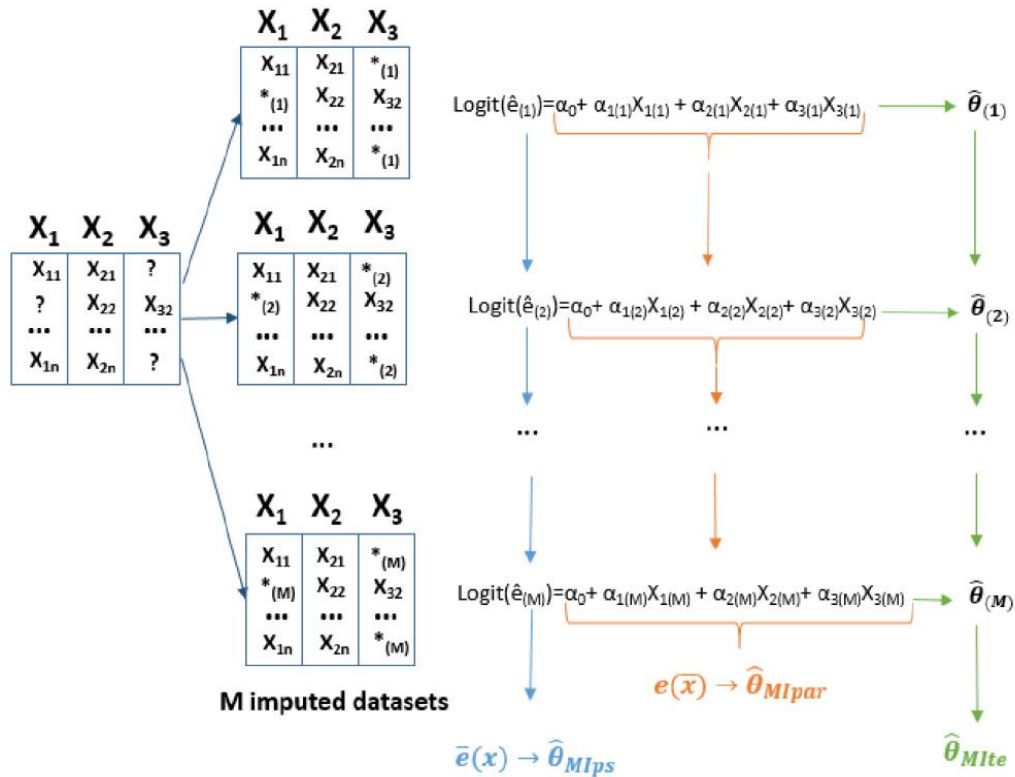 X₁ X₂ X₃
X₁₁ X₂₁ *₍₁₎
*₍₁₎ X₂₂ X₃₂
... ... ...
X₁ₙ X₂ₙ *₍₁₎
X₁ X₂ X₃
X₁₁ X₂₁ ?
? X₂₂ X₃₂
... ... ...
X₁ₙ X₂ₙ ?
X₁ X₂ X₃
X₁₁ X₂₁ *₍₂₎
*₍₂₎ X₂₂ X₃₂
... ... ...
X₁ₙ X₂ₙ *₍₂₎
...
X₁ X₂ X₃
X₁₁ X₂₁ *₍M₎
*₍M₎ X₂₂ X₃₂
... ... ...
X₁ₙ X₂ₙ *₍M₎
M imputed datasets
Logit(ê₍₁₎)=α₀+ α₁₍₁₎X₁₍₁₎ + α₂₍₁₎X₂₍₁₎ + α₃₍₁₎X₃₍₁₎ θ̂₍₁₎
Logit(ê₍₂₎)=α₀+ α₁₍₂₎X₁₍₂₎ + α₂₍₂₎X₂₍₂₎+ α₃₍₂₎X₃₍₂₎ θ̂₍₂₎
... ... ...
Logit(ê₍M₎)=α₀+ α₁₍M₎X₁₍M₎ + α₂₍M₎X₂₍M₎+ α₃₍M₎X₃₍M₎ θ̂₍M₎
e(x̅) → θ̂MIpar
e̅(x) → θ̂MIps
θ̂MIte